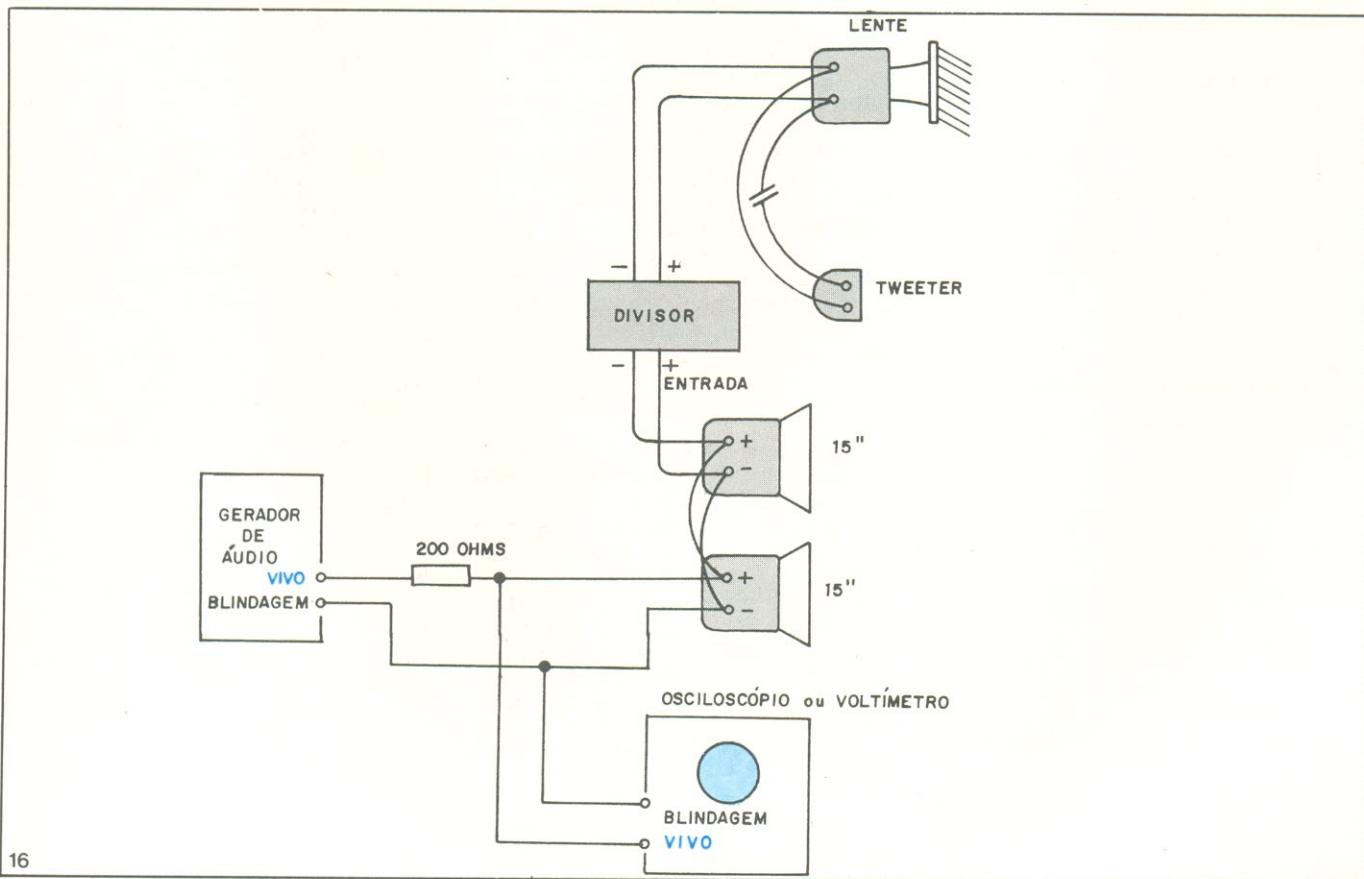 LENTE
TWEETER
- +
DIVISOR
- +
ENTRADA
+
-
15"
GERADOR
DE
ÁUDIO
VIVO
BLINDAGEM
200 OHMS
+
-
15"
OSCILOSCÓPIO ou VOLTÍMETRO
BLINDAGEM
VIVO
16